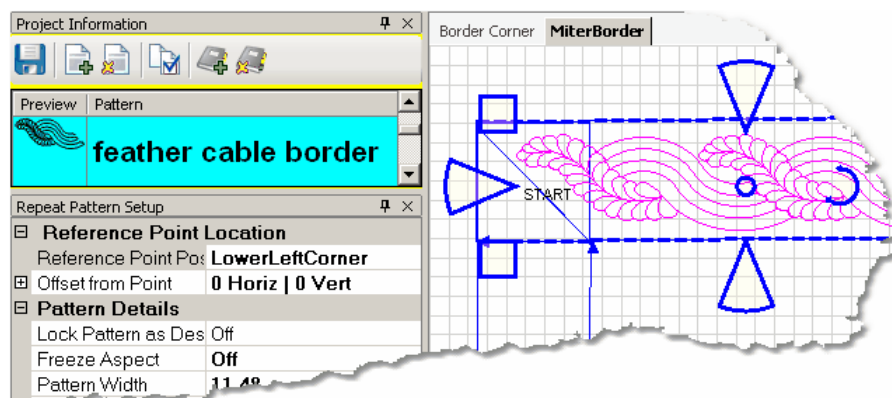 Project Information
Preview Pattern
feather cable border
Repeat Pattern Setup
Reference Point Location
Reference Point Pos LowerLeftCorner
Offset from Point 0 Horiz | 0 Vert
Pattern Details
Lock Pattern as Des Off
Freeze Aspect Off
Pattern Width 11.48
Border Corner MiterBorder
START